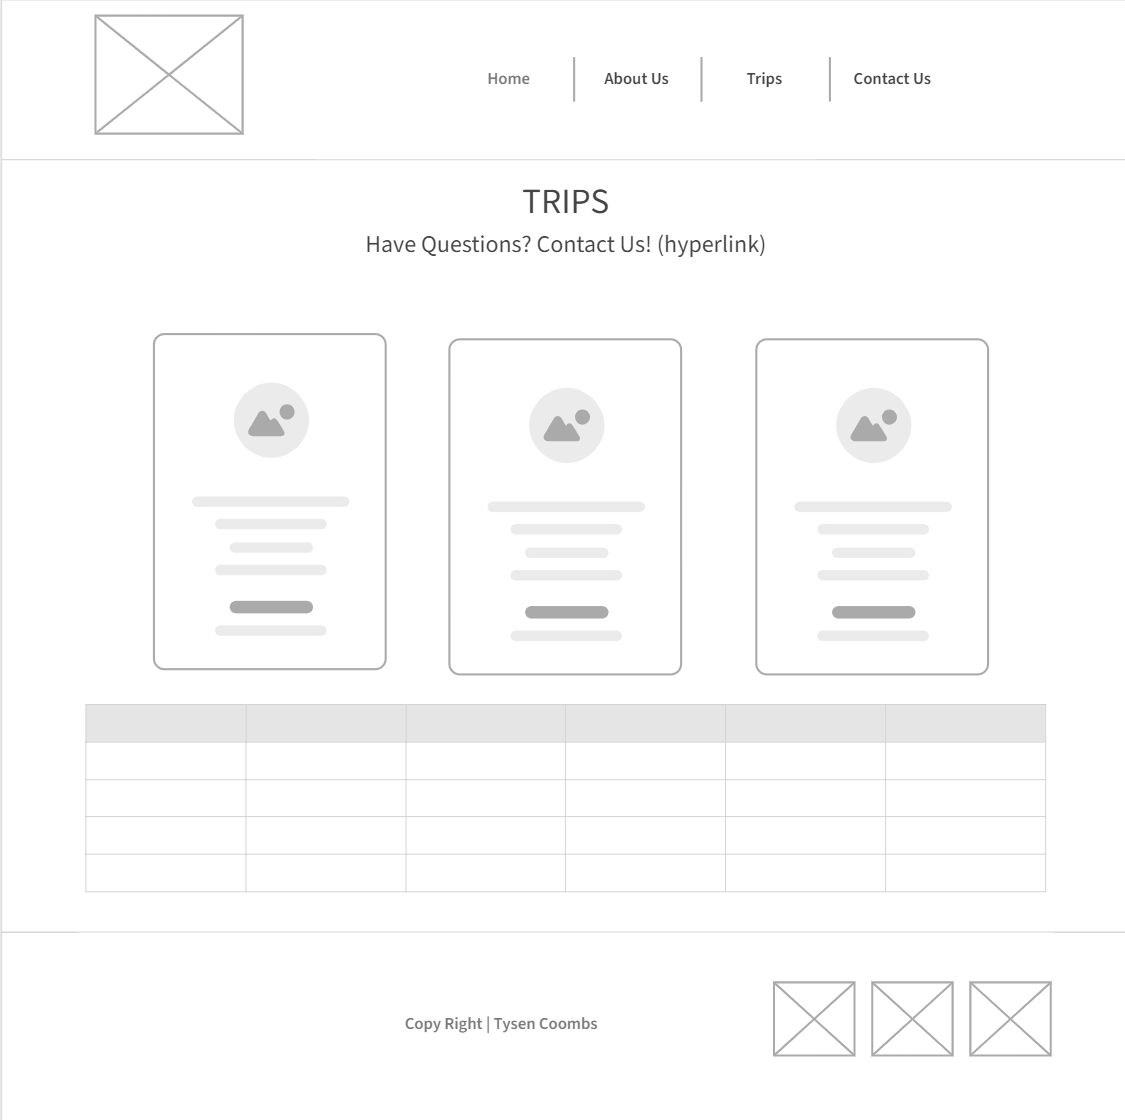 Home
About Us
Trips
Contact Us
TRIPS
Have Questions? Contact Us! (hyperlink)
Copy Right | Tysen Coombs